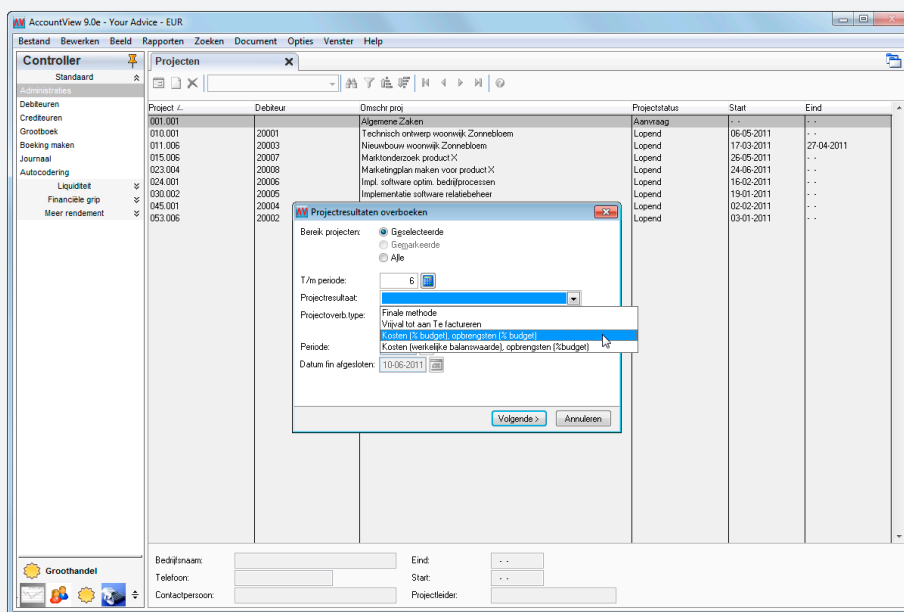 AccountView 9.0e - Your Advice - EUR
Bestand Bewerken Beeld Rapporten Zoeken Document Opties Venster Help
Controller
Standaard
Administraties
Debiteuren
Crediteuren
Grootboek
Boeking maken
Journaal
Autocodering
Liquiditeit
Financiële grip
Meer rendement
Groothandel
Projecten
Project Debiteur Omschr proj Projectstatus Start Eind
001.001 Algemene Zaken Aanvraag - - - -
010.001 20001 Technisch ontwerp woonwijk Zonnebloem Lopend 06-05-2011 - -
011.006 20003 Nieuwbouw woonwijk Zonnebloem Lopend 17-03-2011 27-04-2011
015.006 20007 Marktonderzoek product X Lopend 26-05-2011 - -
023.004 20008 Marketingplan maken voor product X Lopend 24-06-2011 - -
024.001 20006 Impl. software optim. bedrijfprocessen Lopend 16-02-2011 - -
030.002 20005 Implementatie software relatiebeheer Lopend 19-01-2011 - -
045.001 20004 Lopend 02-02-2011 - -
053.006 20002 Lopend 03-01-2011 - -
Projectresultaten overboeken
Bereik projecten: Geselecteerde
Gemarkeerde
Alle
T/m periode: 6
Projectresultaat:
Projectoverb.type:
Finale methode
Vrijval tot aan Te factureren
Kosten (% budget), opbrengsten (% budget)
Kosten (werkelijke balanswaarde), opbrengsten (%budget)
Periode:
Datum fin afgesloten: 10-06-2011
Volgende > Annuleren
Bedrijfsnaam: Eind: - -
Telefoon: Start: - -
Contactpersoon: Projectleider: